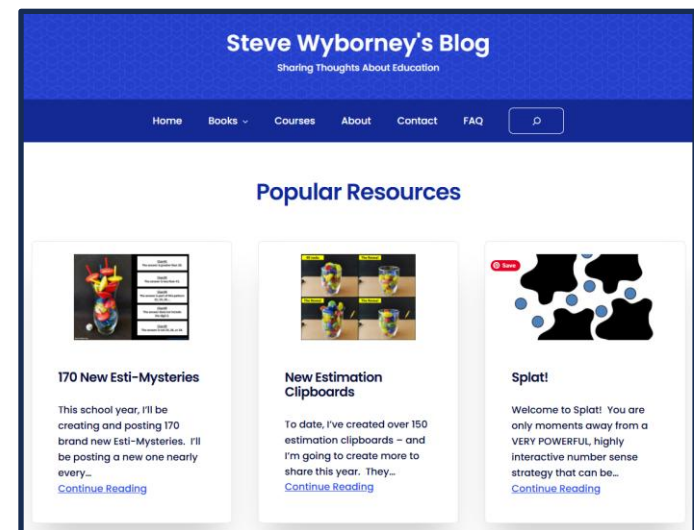 Steve Wyborney's Blog
Sharing Thoughts About Education
Home Books Courses About Contact FAQ
Popular Resources
Save
170 New Esti-Mysteries
This school year, I'll be
creating and posting 170
brand new Esti-Mysteries. I'll
be posting a new one nearly
every...
Continue Reading
New Estimation
Clipboards
To date, I've created over 150
estimation clipboards – and
I'm going to create more to
share this year. They...
Continue Reading
Splat!
Welcome to Splat! You are
only moments away from a
VERY POWERFUL, highly
interactive number sense
strategy that can be...
Continue Reading